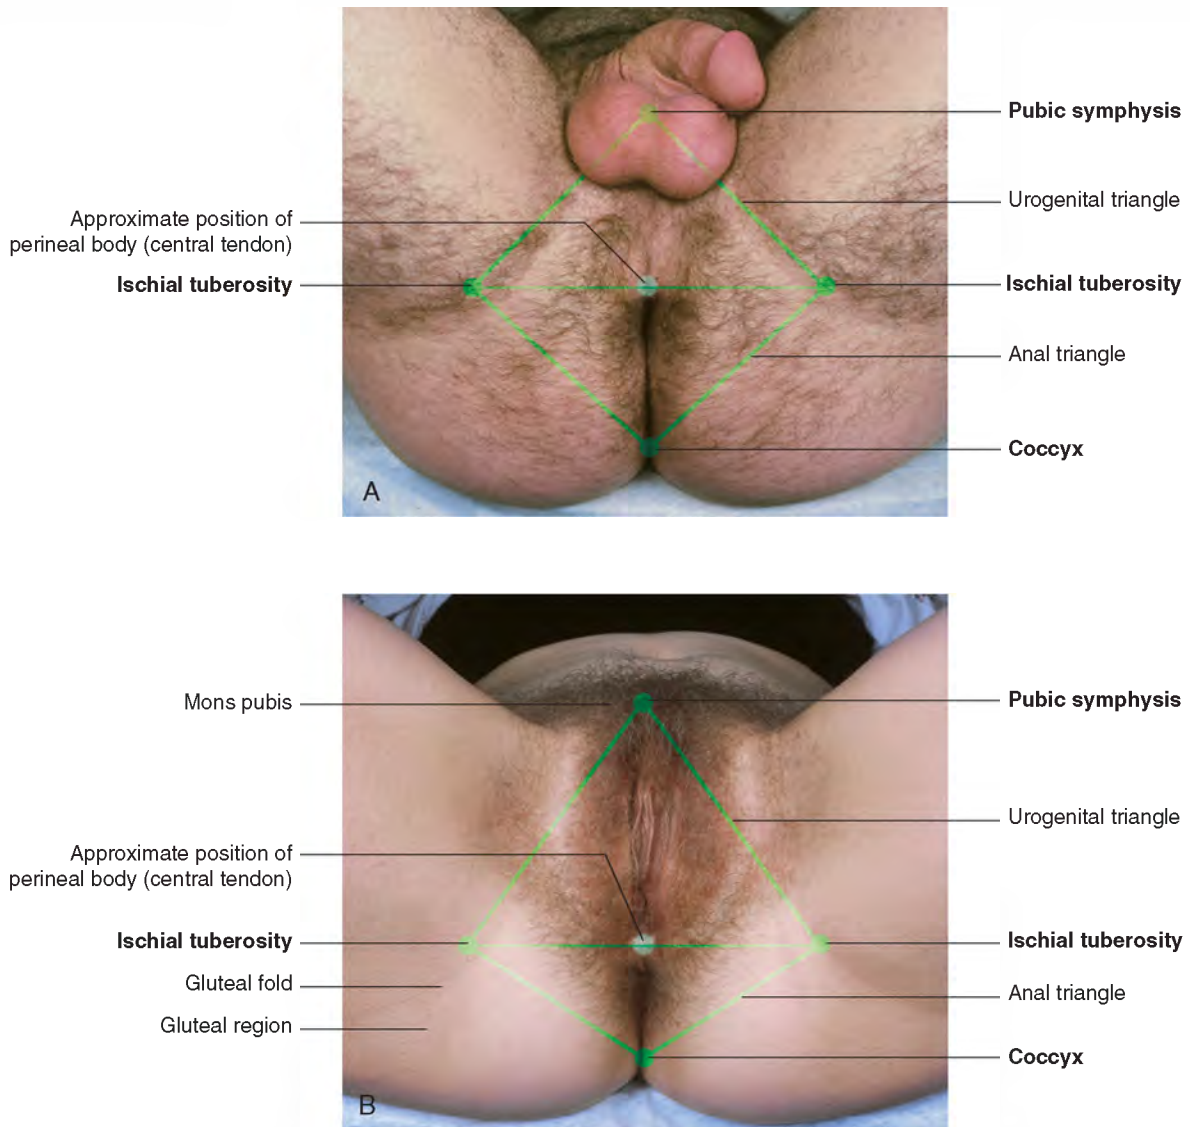 Pubic symphysis
Urogenital triangle
Approximate position of
perineal body (central tendon)
Ischial tuberosity
Ischial tuberosity
Anal triangle
Coccyx
A
Mons pubis
Pubic symphysis
Urogenital triangle
Approximate position of
perineal body (central tendon)
Ischial tuberosity
Ischial tuberosity
Gluteal fold
Anal triangle
Gluteal region
Coccyx
B